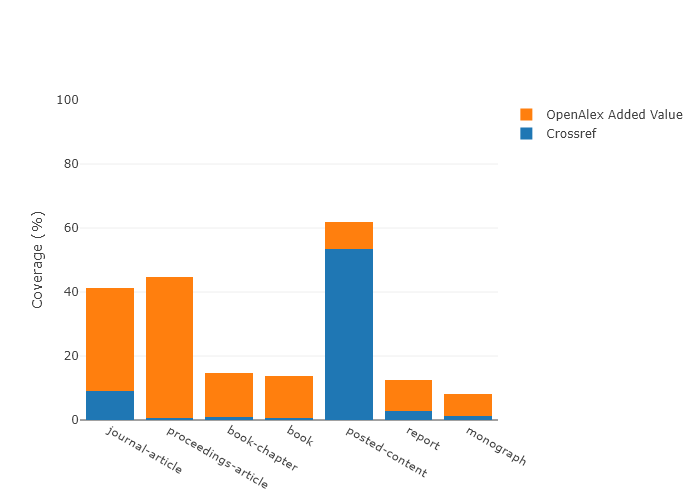 100
80
60
40
20
0
Coverage (%)
journal-article
proceedings-article
book-chapter
book
posted-content
report
monograph
OpenAlex Added Value
Crossref